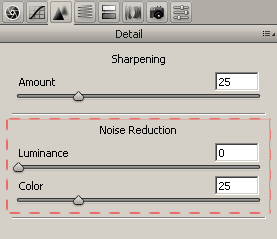 Detail
Sharpening
Amount 25
Noise Reduction
Luminance 0
Color 25